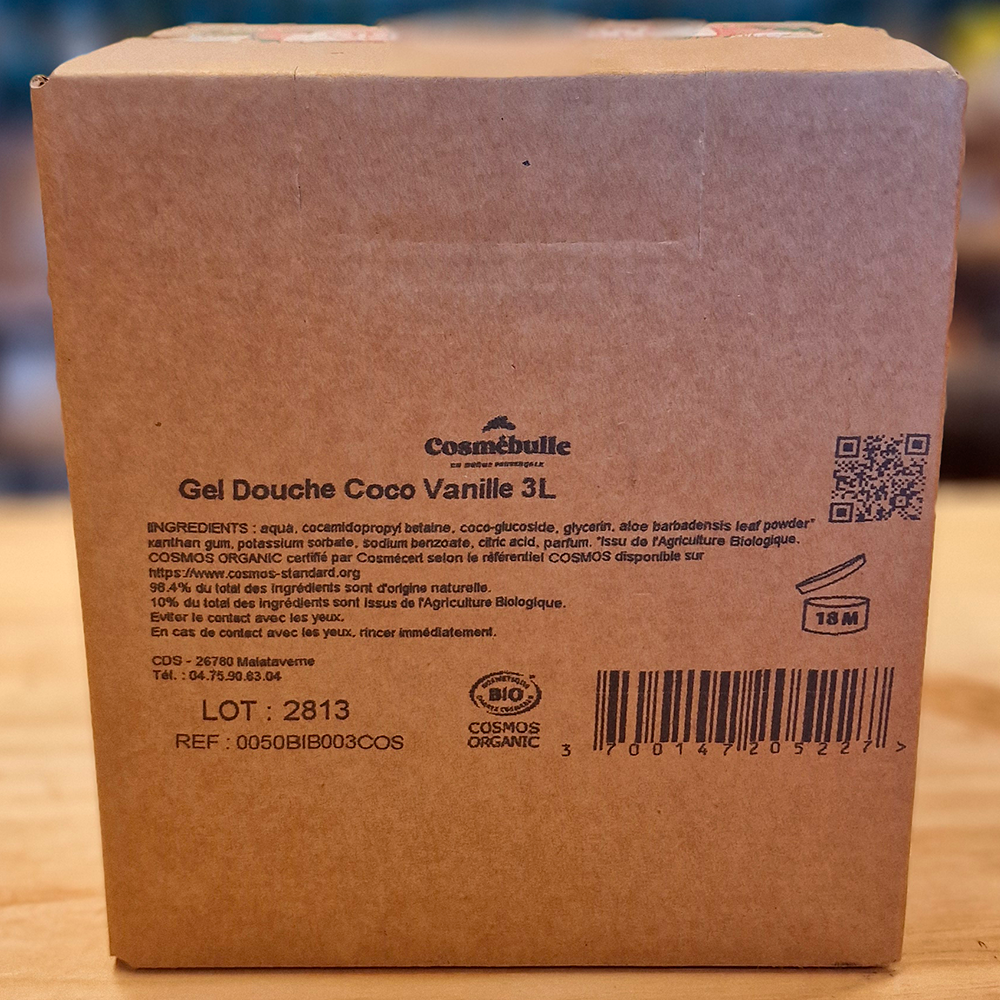 Cosmébulle
Gel Douche Coco Vanille 3L
INGREDIENTS : aqua, cocamidopropyl betaine, coco-glucoside, glycerin, aloe barbadensis leaf powder*
xanthan gum, potassium sorbate, sodium benzoate, citric acid, parfum. *Issu de l'Agriculture Biologique.
COSMOS ORGANIC certifié par Cosmécert selon le référentiel COSMOS disponible sur
https://www.cosmos-standard.org
98.4% du total des ingrédients sont d'origine naturelle.
10% du total des ingrédients sont issus de l'Agriculture Biologique.
Eviter le contact avec les yeux.
En cas de contact avec les yeux, rincer immédiatement.
18M
CDS - 26780 Malataverne
Tél. : 04.75.90.83.04
LOT : 2813
REF : 0050BIB003COS
COSMETIQUE
BIO
COSMOS
ORGANIC
3 700147 205227 >